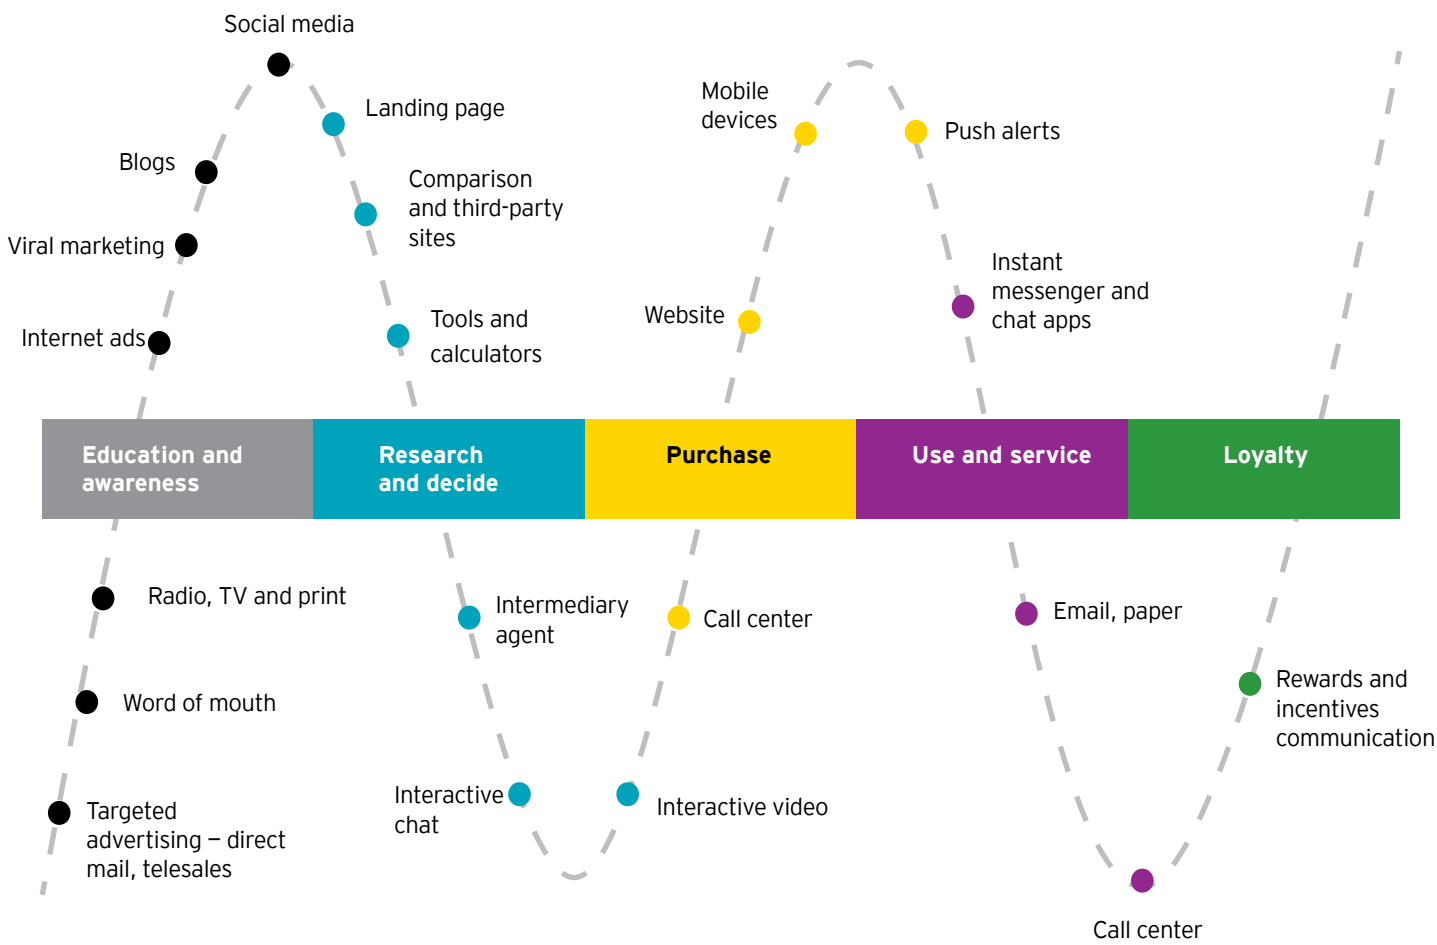 Social media
Landing page
Blogs
Comparison
and third-party
sites
Viral marketing
Internet ads
Tools and
calculators
Mobile
devices
Push alerts
Website
Instant
messenger and
chat apps
Education and
awareness
Research
and decide
Purchase
Use and service
Loyalty
Radio, TV and print
Word of mouth
Targeted
advertising – direct
mail, telesales
Intermediary
agent
Call center
Interactive
chat
Interactive video
Email, paper
Rewards and
incentives
communication
Call center